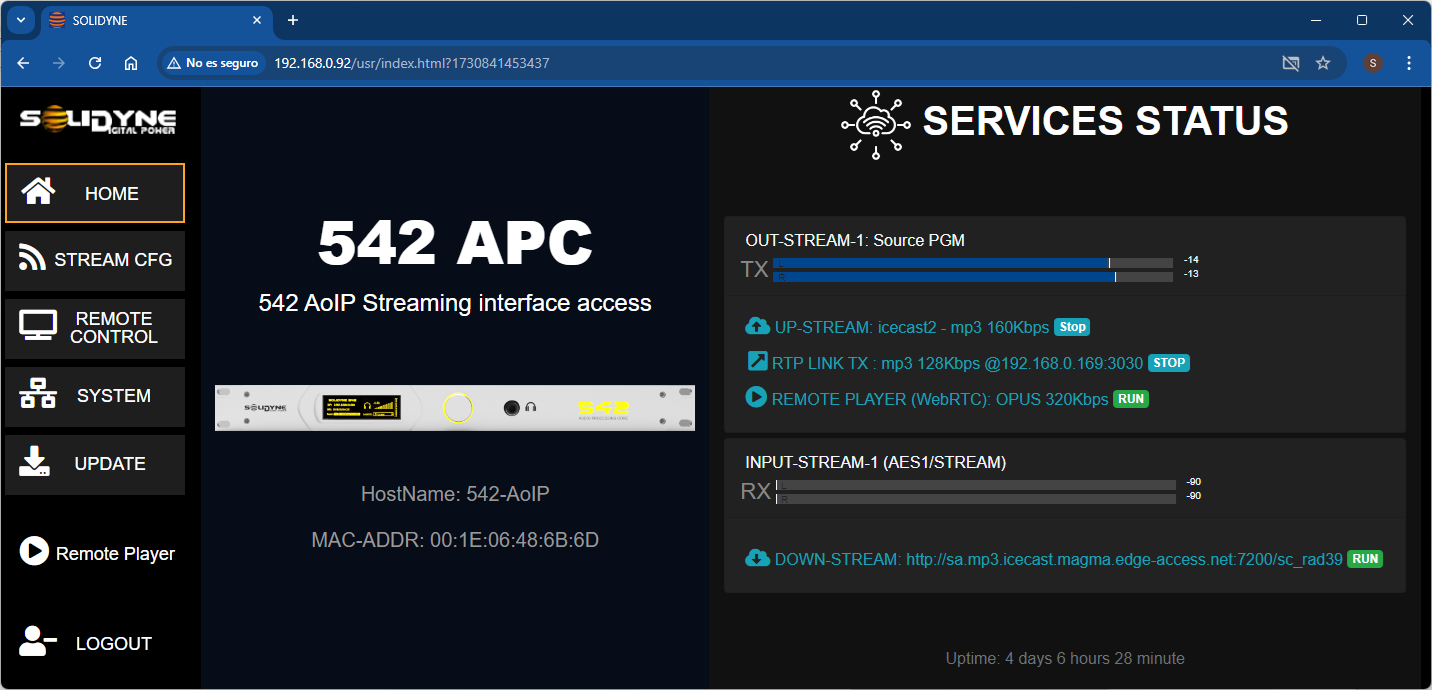 SOLIDYNE
No es seguro
192.168.0.92/usr/index.html?1730841453437
S
SOLIDYNE
DIGITAL POWER
HOME
STREAM CFG
REMOTE
CONTROL
SYSTEM
UPDATE
Remote Player
LOGOUT
542 APC
542 AoIP Streaming interface access
SOLIDYNE
542
HostName: 542-AoIP
MAC-ADDR: 00:1E:06:48:6B:6D
SERVICES STATUS
OUT-STREAM-1: Source PGM
TX
L
-14
R
-13
UP-STREAM: icecast2 - mp3 160Kbps Stop
RTP LINK TX : mp3 128Kbps @192.168.0.169:3030 STOP
REMOTE PLAYER (WebRTC): OPUS 320Kbps RUN
INPUT-STREAM-1 (AES1/STREAM)
RX
L
-90
R
-90
DOWN-STREAM: http://sa.mp3.icecast.magma.edge-access.net:7200/sc_rad39 RUN
Uptime: 4 days 6 hours 28 minute